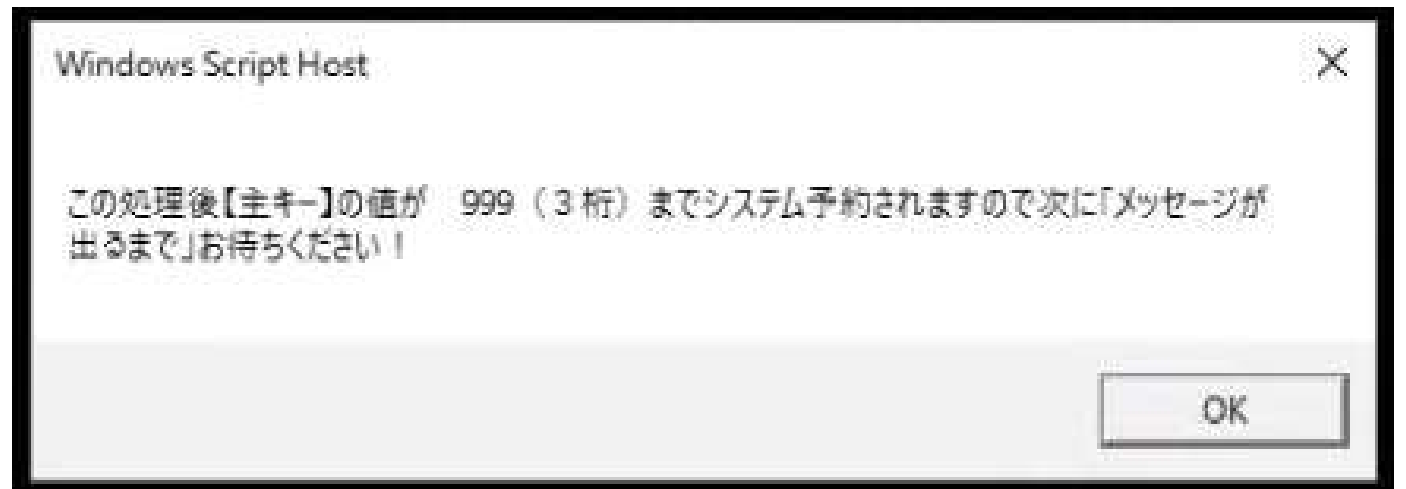 Windows Script Host
この処理後【主キー】の値が　999（3桁）までシステム予約されますので次に「メッセージが
出るまで」お待ちください！
OK